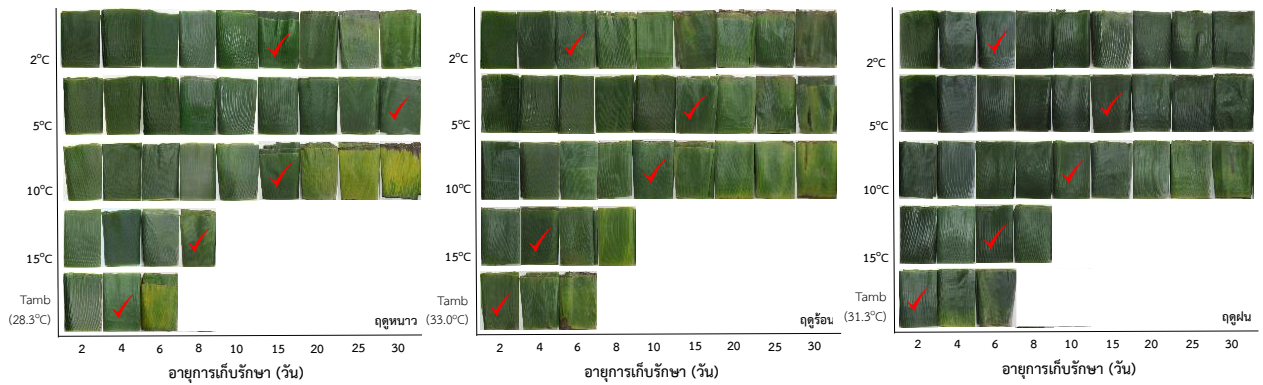 2°C
5°C
10°C
15°C
Tamb
(28.3°C)
ฤดูหนาว
2 4 6 8 10 15 20 25 30
อายุการเก็บรักษา (วัน)
2°C
5°C
10°C
15°C
Tamb
(33.0°C)
ฤดูร้อน
2 4 6 8 10 15 20 25 30
อายุการเก็บรักษา (วัน)
2°C
5°C
10°C
15°C
Tamb
(31.3°C)
ฤดูฝน
2 4 6 8 10 15 20 25 30
อายุการเก็บรักษา (วัน)